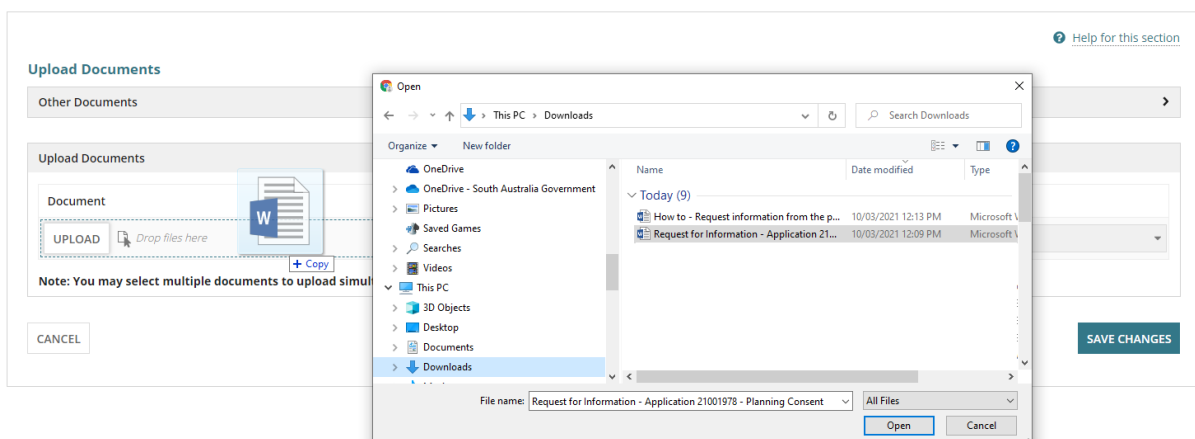 Help for this section
Upload Documents
Other Documents
Upload Documents
Document
UPLOAD
Drop files here
W
+ Copy
Note: You may select multiple documents to upload simul
CANCEL
SAVE CHANGES
Open
This PC > Downloads
Search Downloads
Organize
New folder
OneDrive
OneDrive - South Australia Government
Pictures
Saved Games
Searches
Videos
This PC
3D Objects
Desktop
Documents
Downloads
Name Date modified Type
Today (9)
How to - Request information from the p... 10/03/2021 12:13 PM Microsoft
Request for Information - Application 21... 10/03/2021 12:09 PM Microsoft
File name: Request for Information - Application 21001978 - Planning Consent
All Files
Open
Cancel